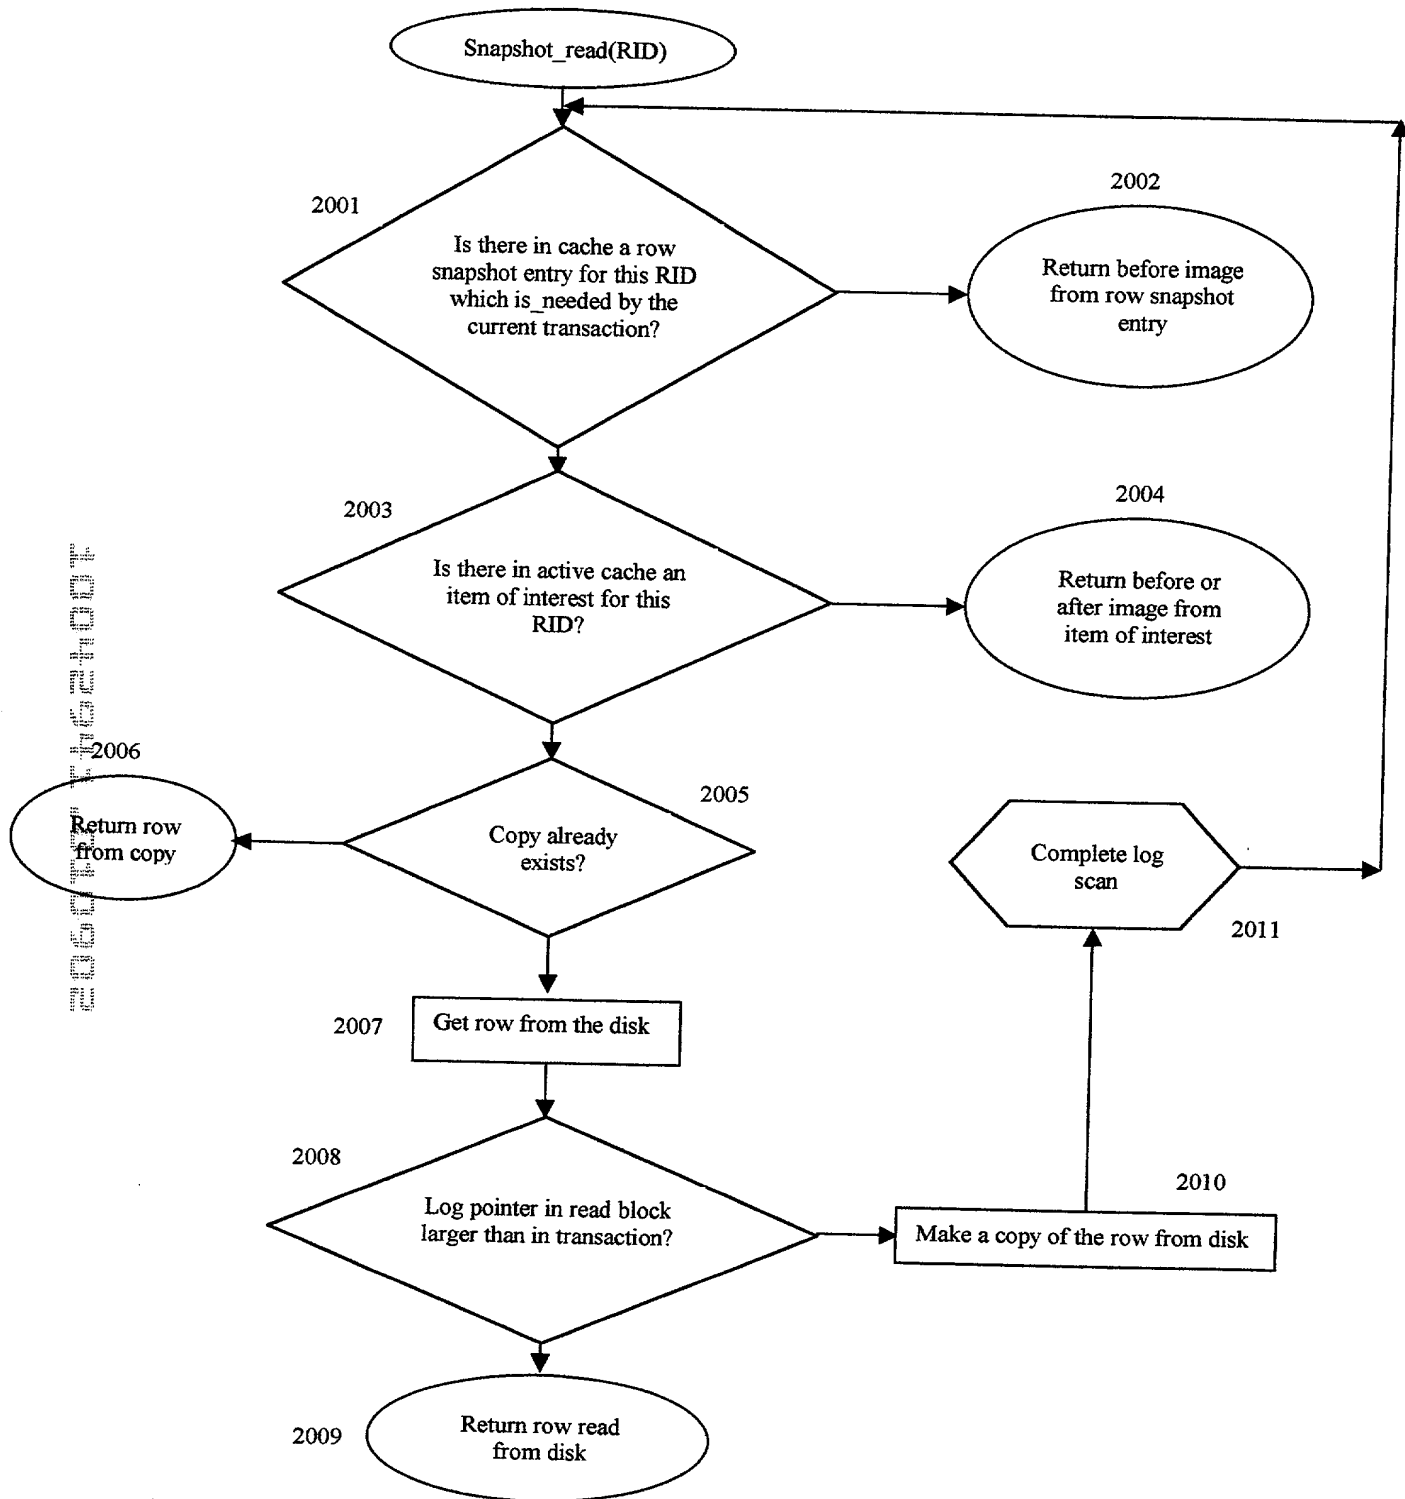 Snapshot_read(RID)
2001
2002
Is there in cache a row
snapshot entry for this RID
which is_needed by the
current transaction?
Return before image
from row snapshot
entry
2003
2004
Is there in active cache an
item of interest for this
RID?
Return before or
after image from
item of interest
2006
2005
Return row
from copy
Copy already
exists?
Complete log
scan
2011
2007
Get row from the disk
2008
2010
Log pointer in read block
larger than in transaction?
Make a copy of the row from disk
2009
Return row read
from disk